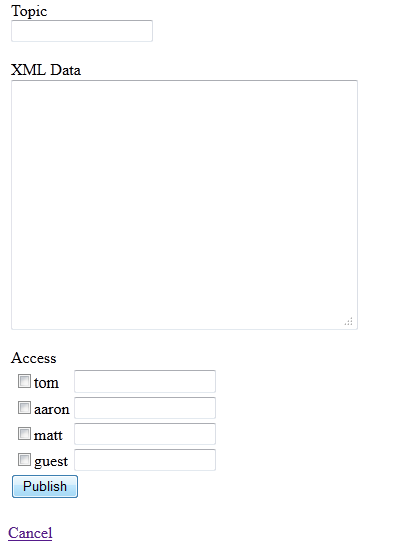 Topic
XML Data
Access
tom
aaron
matt
guest
Publish
Cancel